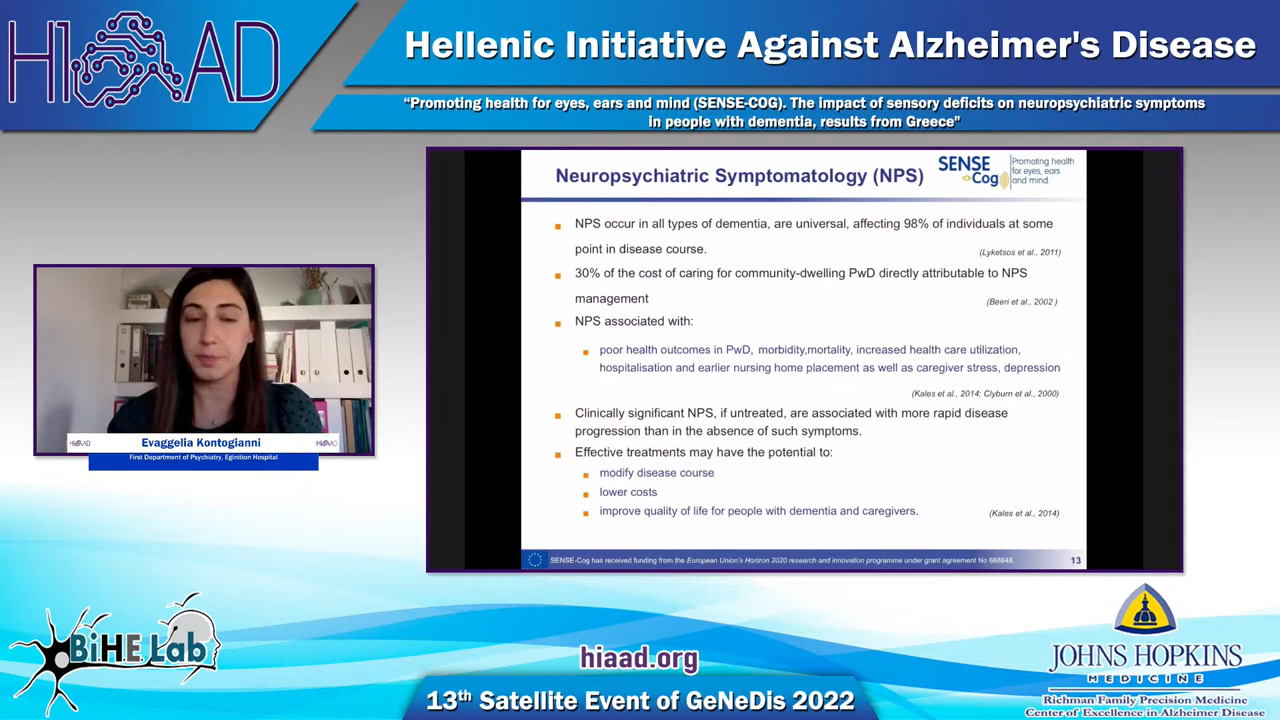 HIAAD
Hellenic Initiative Against Alzheimer's Disease
“Promoting health for eyes, ears and mind (SENSE-COG). The impact of sensory deficits on neuropsychiatric symptoms
in people with dementia, results from Greece”
Neuropsychiatric Symptomatology (NPS)
SENSE
Cog
Promoting health
for eyes, ears
and mind.
NPS occur in all types of dementia, are universal, affecting 98% of individuals at some
point in disease course.
(Lyketsos et al., 2011)
30% of the cost of caring for community-dwelling PwD directly attributable to NPS
management
(Beeri et al., 2002 )
NPS associated with:
poor health outcomes in PwD, morbidity,mortality, increased health care utilization,
hospitalisation and earlier nursing home placement as well as caregiver stress, depression
(Kales et al., 2014; Clyburn et al., 2000)
Clinically significant NPS, if untreated, are associated with more rapid disease
progression than in the absence of such symptoms.
Effective treatments may have the potential to:
modify disease course
lower costs
improve quality of life for people with dementia and caregivers.
(Kales et al., 2014)
SENSE-Cog has received funding from the European Union's Horizon 2020 research and innovation programme under grant agreement No 668648.
13
HIAAD
Evaggelia Kontogianni
HIAAD
First Department of Psychiatry, Eginition Hospital
BiHE Lab
hiaad.org
13th Satellite Event of GeNeDis 2022
JOHNS HOPKINS
MEDICINE
Richman Family Precision Medicine
Center of Excellence in Alzheimer Disease